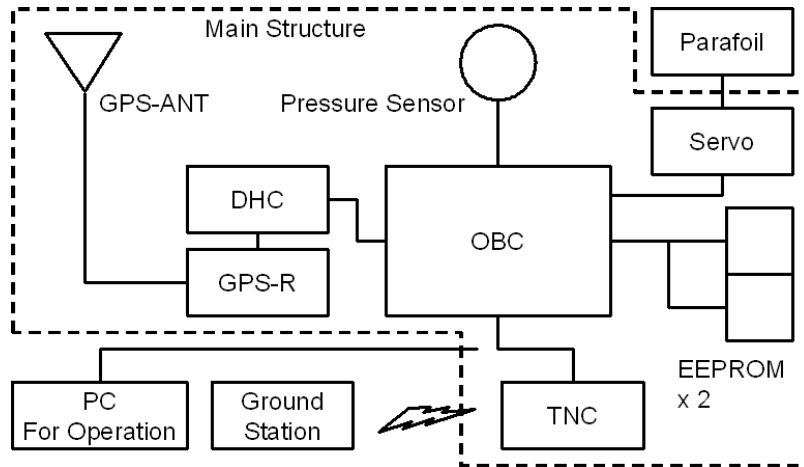 Main Structure
Parafoil
GPS-ANT
Pressure Sensor
Servo
DHC
OBC
GPS-R
EEPROM
x 2
PC
For Operation
Ground
Station
TNC